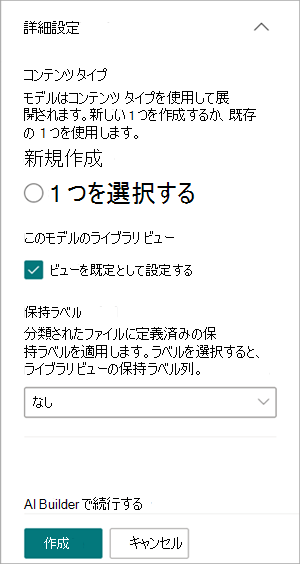 詳細設定
コンテンツ タイプ
モデルはコンテンツ タイプを使用して展
開されます。新しい 1 つを作成するか、既存
の 1 つを使用します。
新規作成
1 つを選択する
このモデルのライブラリ ビュー
ビューを既定として設定する
保持ラベル
分類されたファイルに定義済みの保
持ラベルを適用します。ラベルを選択すると、
ライブラリ ビューの保持ラベル列。
なし
AI Builder で続行する
作成
キャンセル